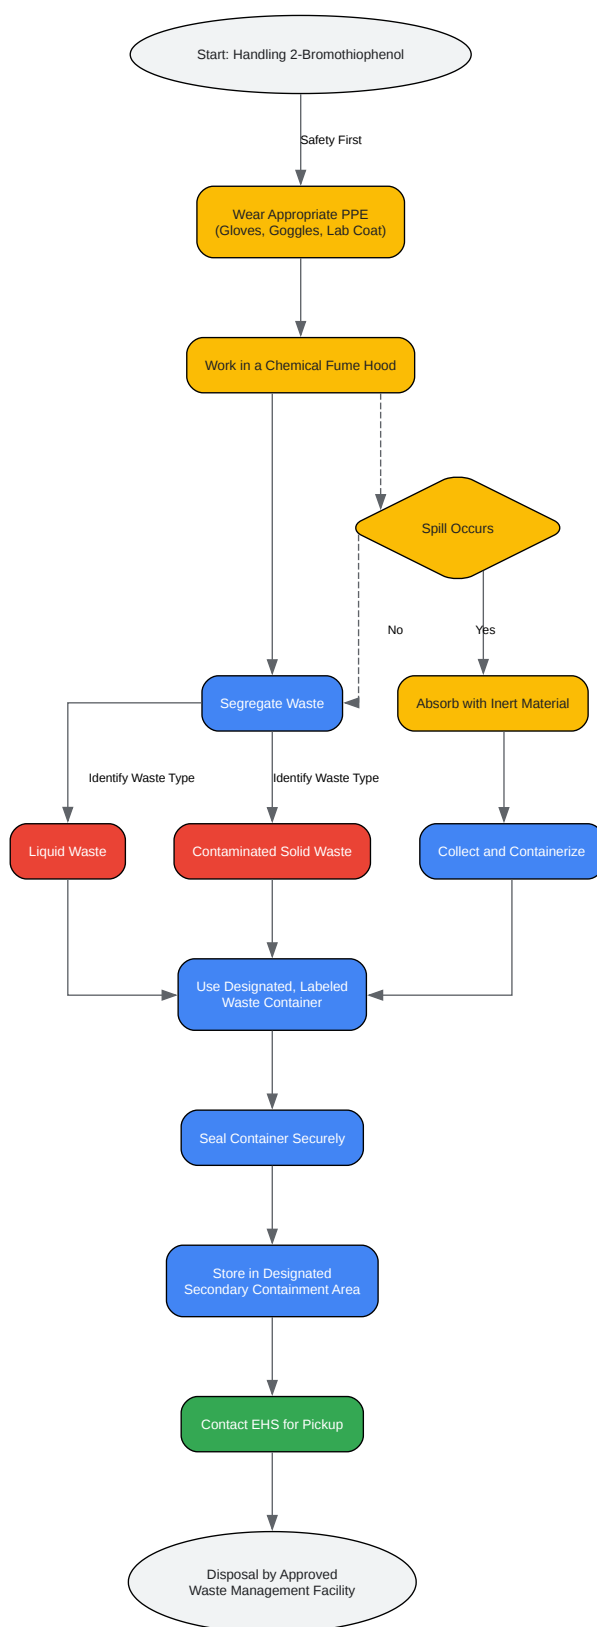 Start: Handling 2-Bromothiophenol
Safety First
Wear Appropriate PPE
(Gloves, Goggles, Lab Coat)
Work in a Chemical Fume Hood
Spill Occurs
No
Yes
Segregate Waste
Absorb with Inert Material
Identify Waste Type
Identify Waste Type
Liquid Waste
Contaminated Solid Waste
Collect and Containerize
Use Designated, Labeled
Waste Container
Seal Container Securely
Store in Designated
Secondary Containment Area
Contact EHS for Pickup
Disposal by Approved
Waste Management Facility